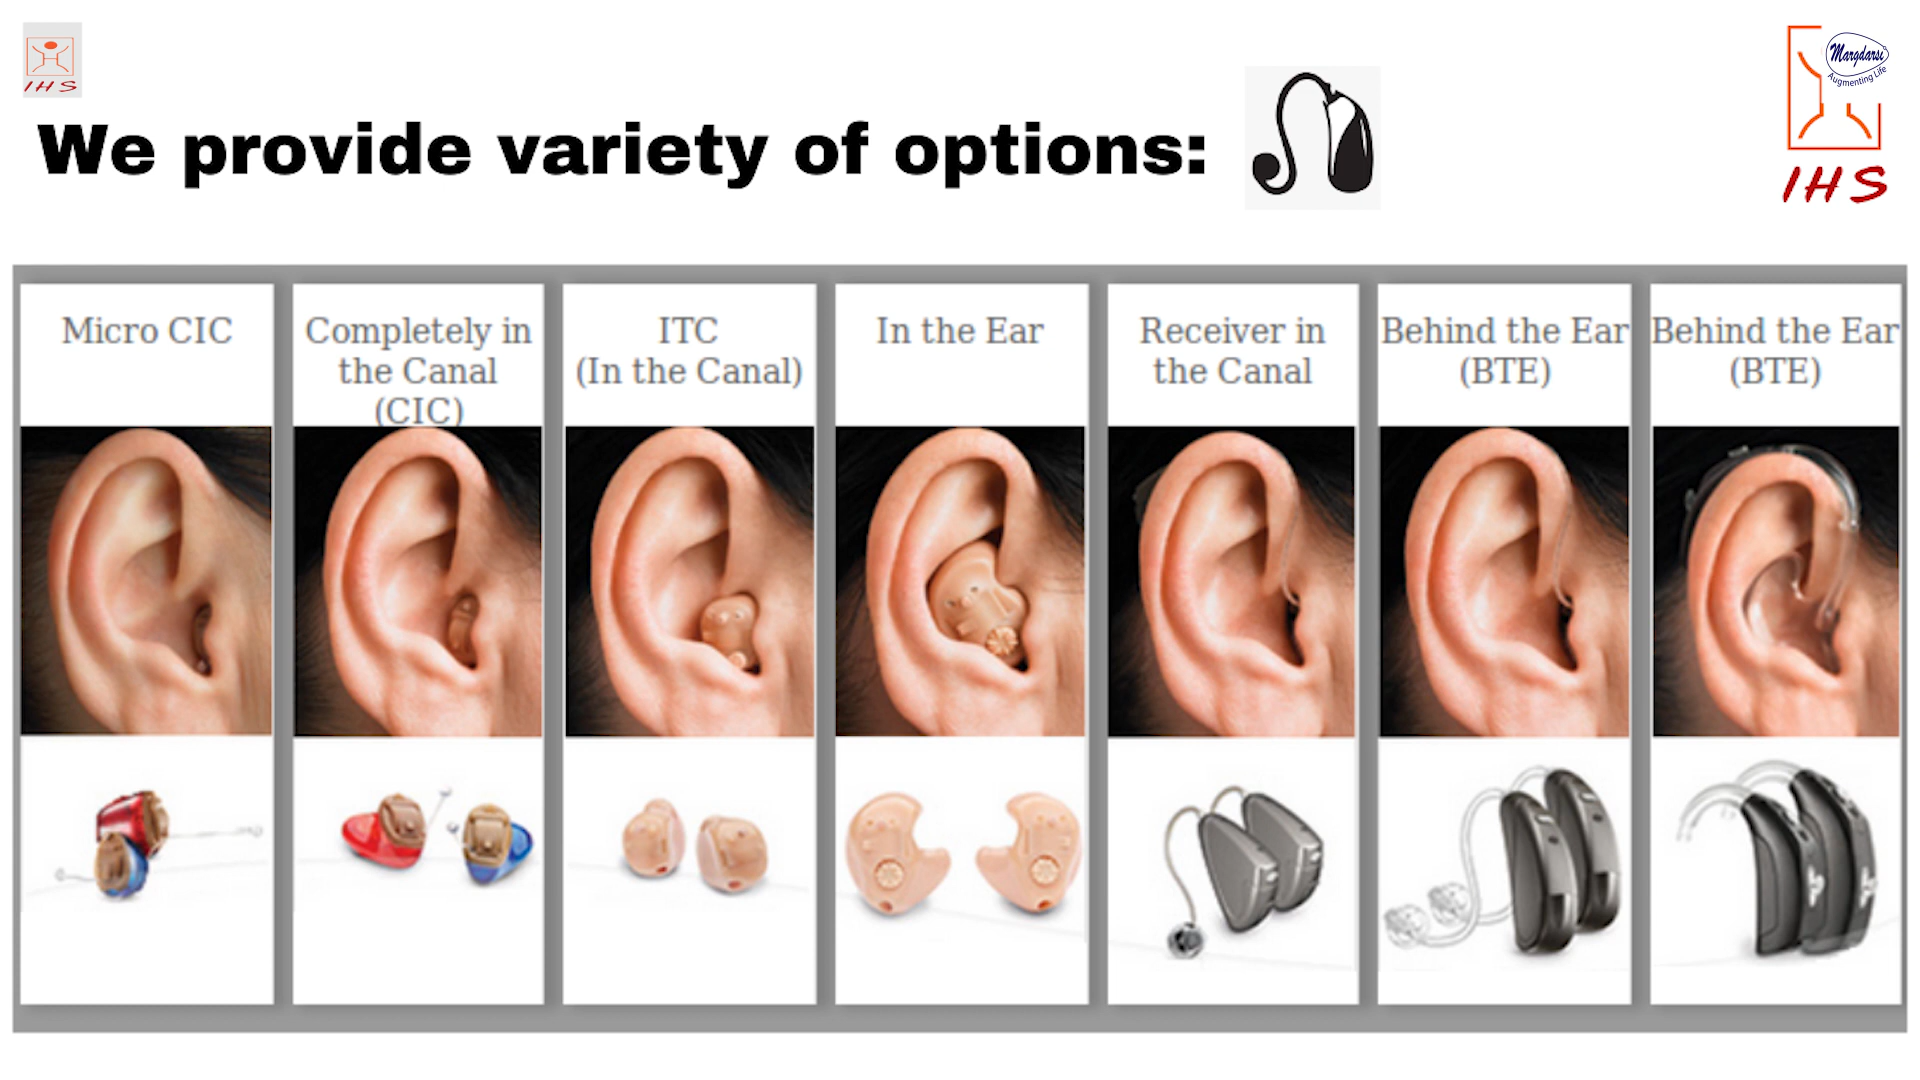 IHS
Margdarsi
Augmenting Life
IHS
We provide variety of options:
Micro CIC
Completely in
the Canal
(CIC)
ITC
(In the Canal)
In the Ear
Receiver in
the Canal
Behind the Ear
(BTE)
Behind the Ear
(BTE)